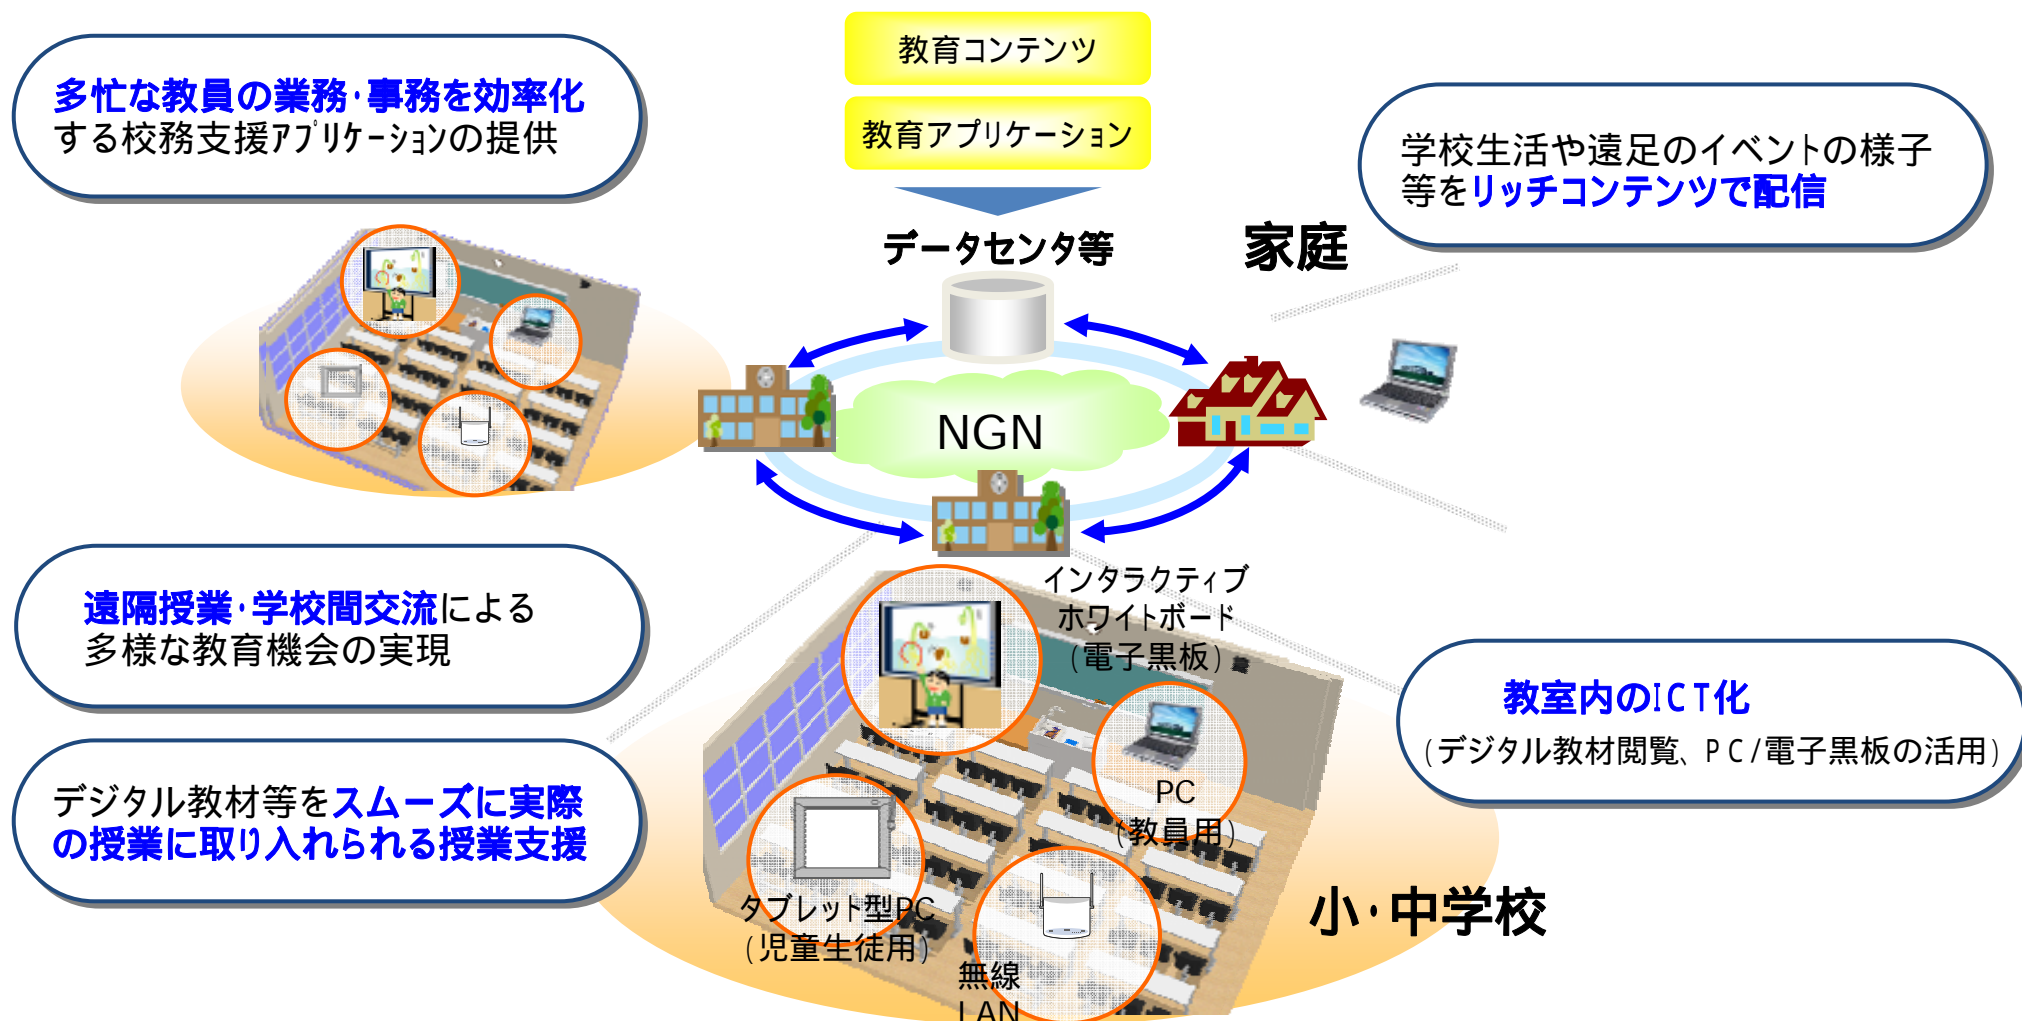 教育コンテンツ
教育アプリケーション
多忙な教員の業務・事務を効率化
する校務支援ｱﾌﾟﾘｹｰｼｮﾝの提供
学校生活や遠足のイベントの様子
等をリッチコンテンツで配信
データセンタ等
家庭
NGN
遠隔授業・学校間交流による
多様な教育機会の実現
インタラクティブ
ホワイトボード
(電子黒板)
教室内のICT化
(デジタル教材閲覧、PC/電子黒板の活用)
PC
(教員用)
デジタル教材等をスムーズに実際
の授業に取り入れられる授業支援
タブレット型PC
(児童生徒用)
小・中学校
無線
LAN